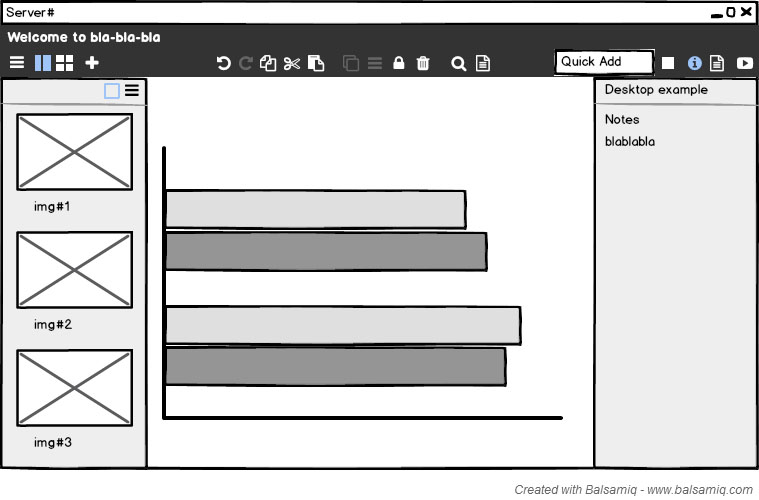 Server#
Welcome to bla-bla-bla
Quick Add
Desktop example
Notes
blablabla
img#1
img#2
img#3
Created with Balsamiq - www.balsamiq.com